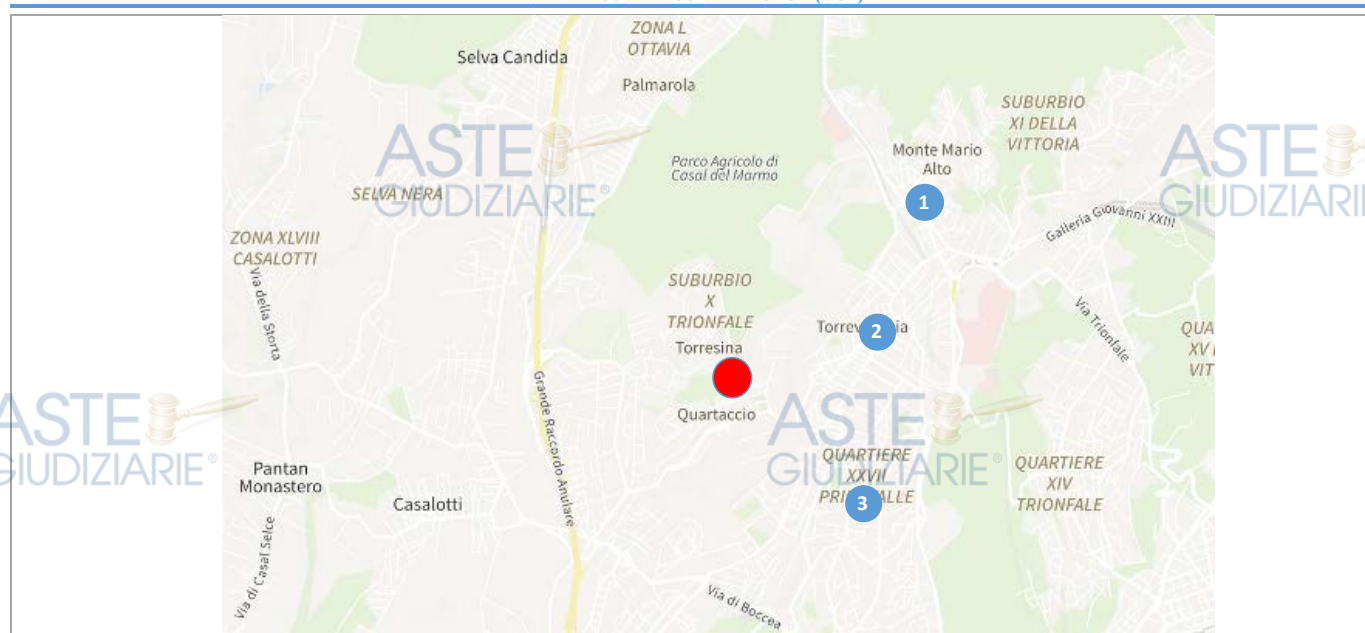 ZONA L
OTTAVIA
Selva Candida
Palmarola
SUBURBIO
XI DELLA
VITTORIA
ASTE
GIUDIZIARIE®
Parco Agricolo di
Casal del Marmo
Monte Mario
Alto
ASTE
GIUDIZIARIE
SELVA NERA
1
Galleria Giovanni XXIII
ZONA XLVIII
CASALOTTI
Via della Storta
SUBURBIO
X
TRIONFALE
Torresina
2
Via Trionfale
QUA
XV
VIT
Grande Raccordo Anulare
Quartaccio
ASTE
GIUDIZIARIE®
ASTE
GIUDIZIARIE®
QUARTIERE
XXVII
3
QUARTIERE
XIV
TRIONFALE
Pantan
Monastero
Casalotti
Via di Casal Selce
Via di Boccea